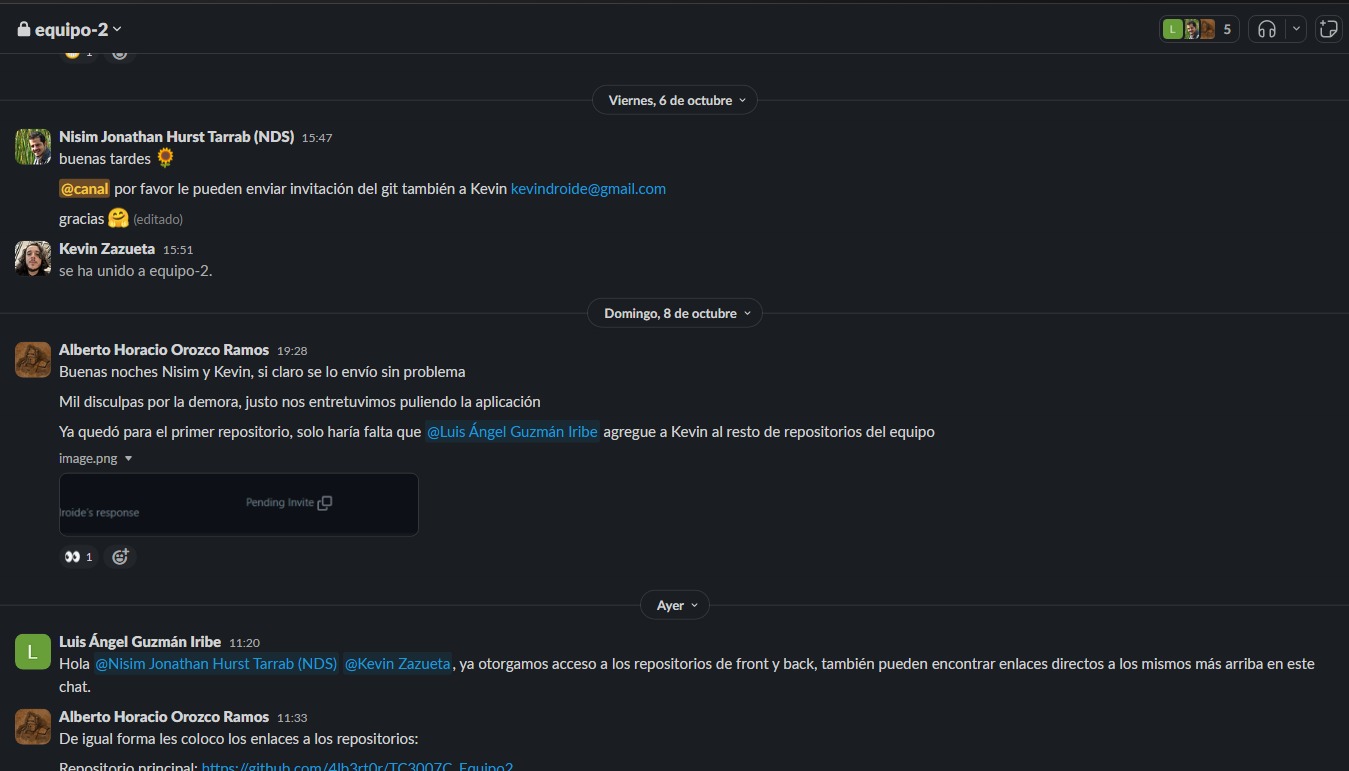 equipo-2
L
5
1
Viernes, 6 de octubre
Nisim Jonathan Hurst Tarrab (NDS) 15:47
buenas tardes
@canal por favor le pueden enviar invitación del git también a Kevin kevindroide@gmail.com
gracias (editado)
Kevin Zazueta 15:51
se ha unido a equipo-2.
Domingo, 8 de octubre
Alberto Horacio Orozco Ramos 19:28
Buenas noches Nisim y Kevin, si claro se lo envío sin problema
Mil disculpas por la demora, justo nos entretuvimos puliendo la aplicación
Ya quedó para el primer repositorio, solo haría falta que @Luis Ángel Guzmán Iribe agregue a Kevin al resto de repositorios del equipo
image.png
Pending Invite
lroide's response
1
Ayer
L
Luis Ángel Guzmán Iribe 11:20
Hola @Nisim Jonathan Hurst Tarrab (NDS) @Kevin Zazueta, ya otorgamos acceso a los repositorios de front y back, también pueden encontrar enlaces directos a los mismos más arriba en este
chat.
Alberto Horacio Orozco Ramos 11:33
De igual forma les coloco los enlaces a los repositorios:
Repositorio principal: https://github.com/4lb3rt0r/TC3007C_Equipo2